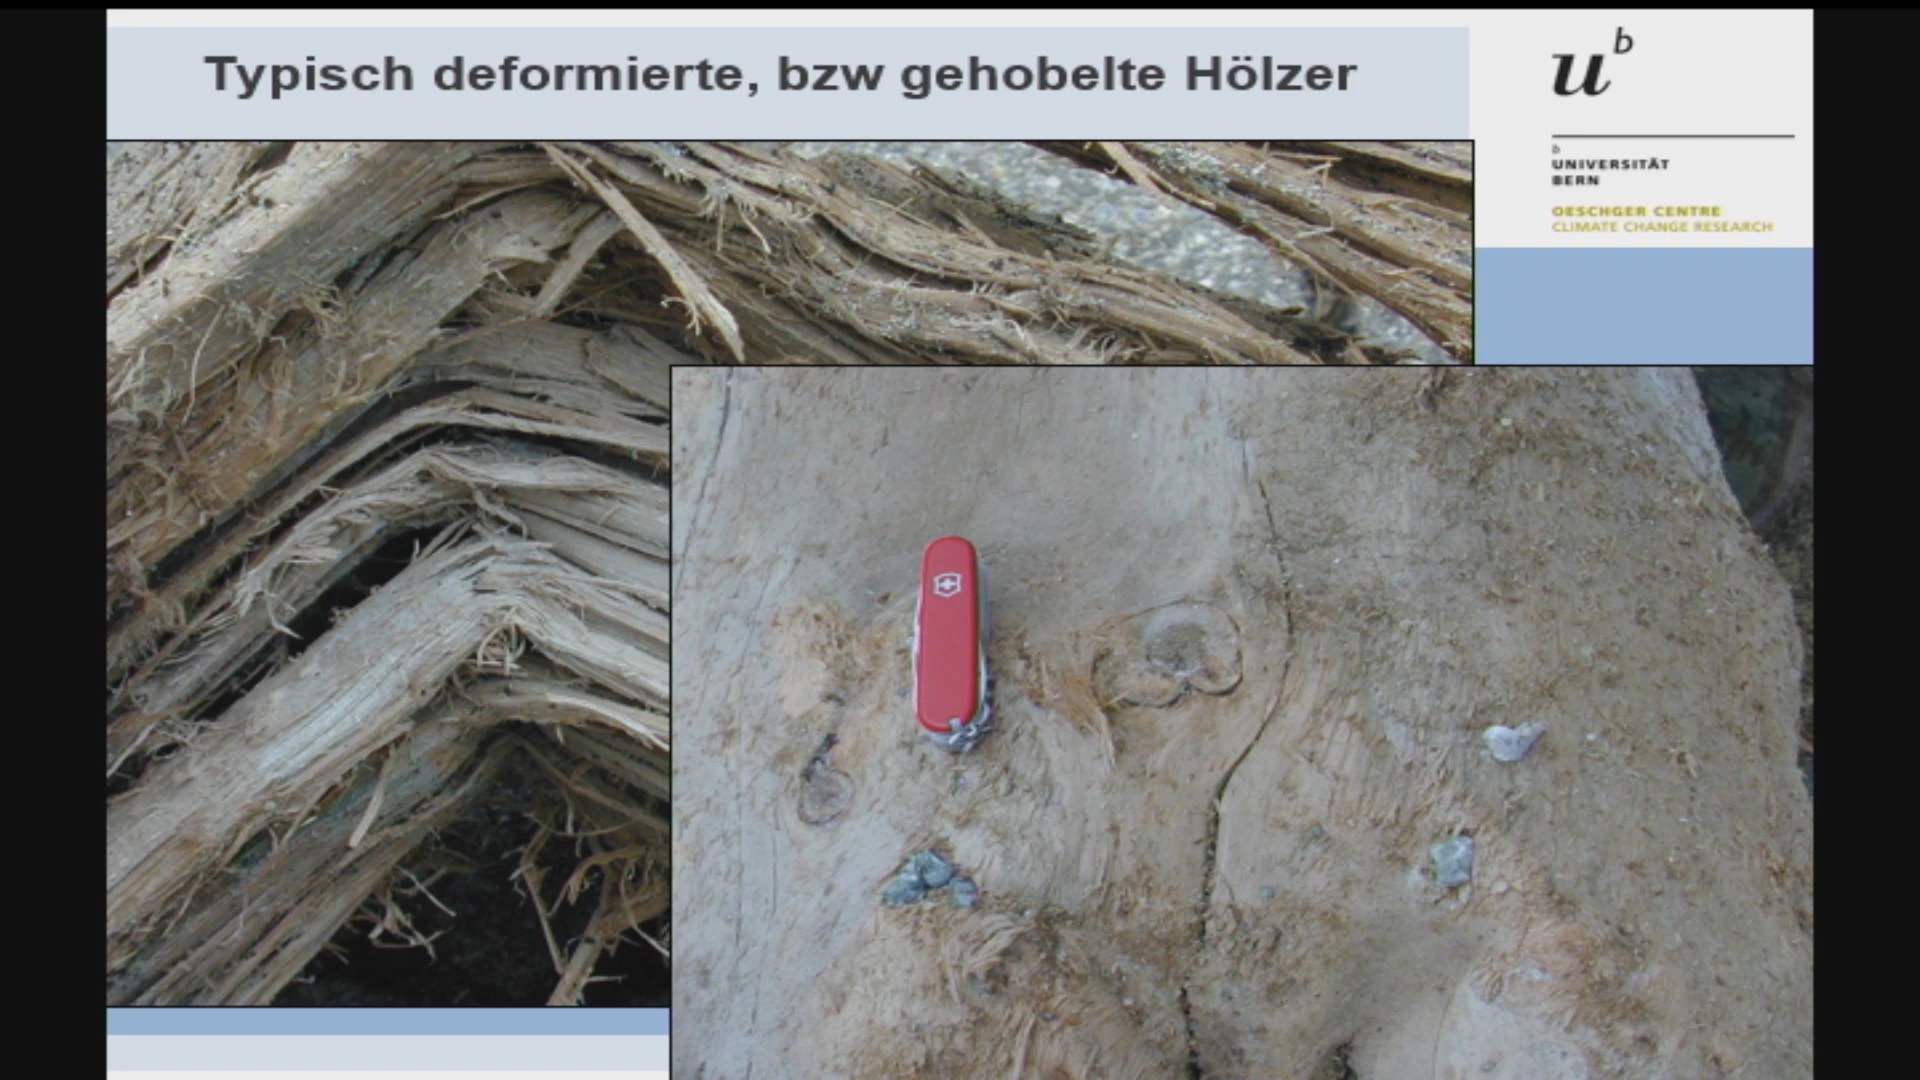 Typisch deformierte, bzw gehobelte Hölzer
u b
b
UNIVERSITÄT
BERN
OESCHGER CENTRE
CLIMATE CHANGE RESEARCH